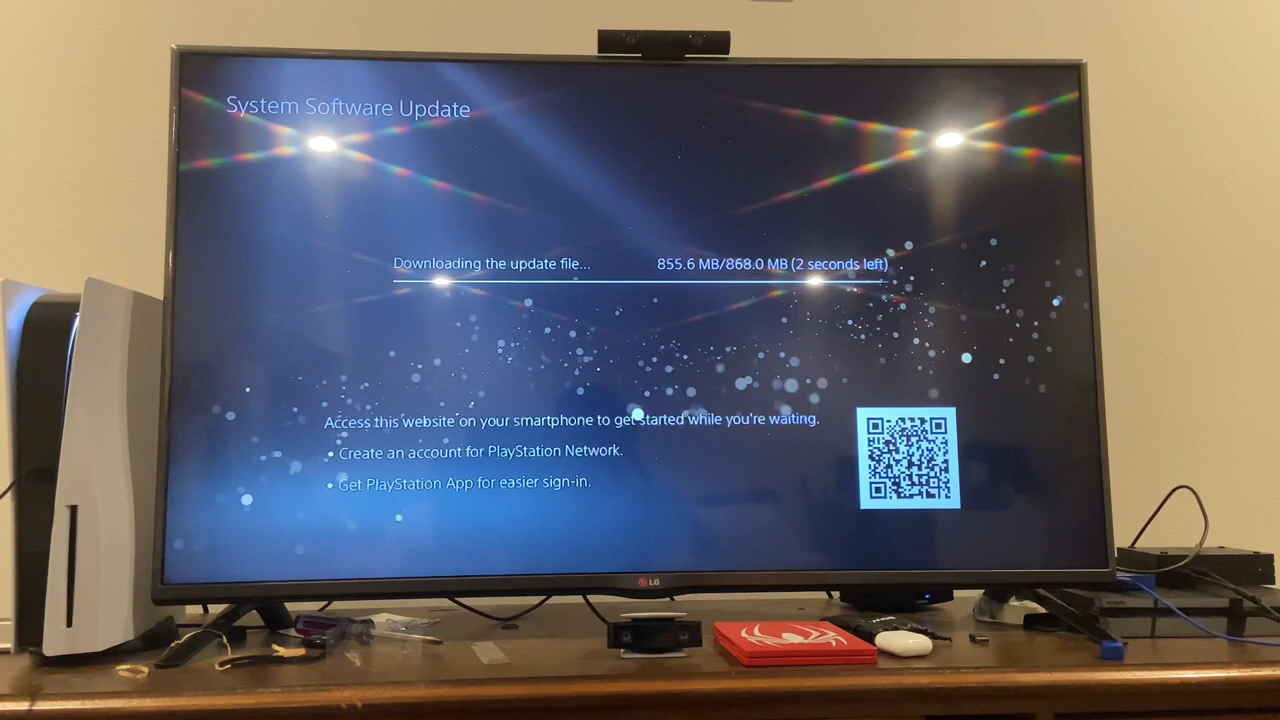 System Software Update
Downloading the update file... 855.6 MB/868.0 MB (2 seconds left)
Access this website on your smartphone to get started while you're waiting.
• Create an account for PlayStation Network.
• Get PlayStation App for easier sign-in.
LG